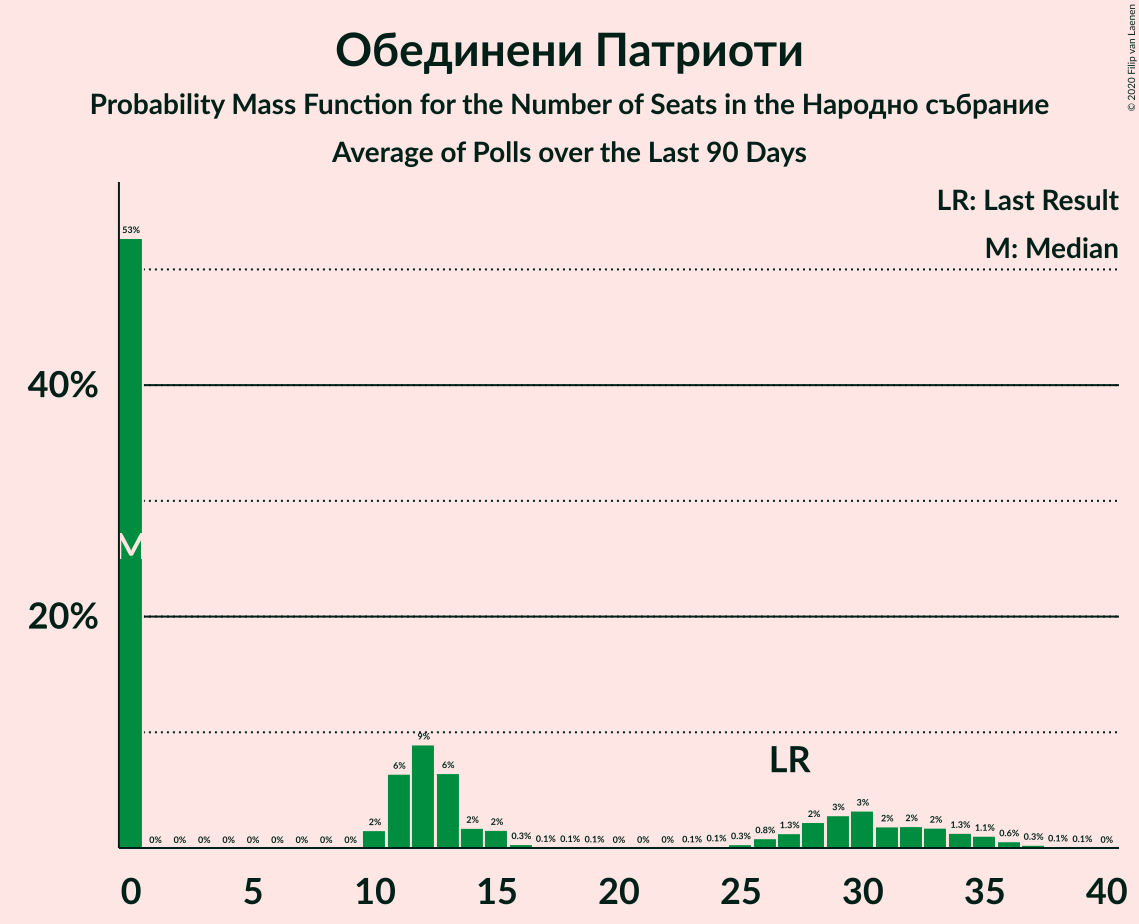 Обединени Патриоти
Probability Mass Function for the Number of Seats in the Народно събрание
Average of Polls over the Last 90 Days
© 2020 Filip van Laenen
LR: Last Result
M: Median
53%
40%
M
20%
LR
0% 0% 0% 0% 0% 0% 0% 0% 0% 2% 6% 9% 6% 2% 2% 0.3% 0.1% 0.1% 0.1% 0% 0% 0% 0.1% 0.1% 0.3% 0.8% 1.3% 2% 3% 3% 2% 2% 2% 1.3% 1.1% 0.6% 0.3% 0.1% 0.1% 0%
0 5 10 15 20 25 30 35 40